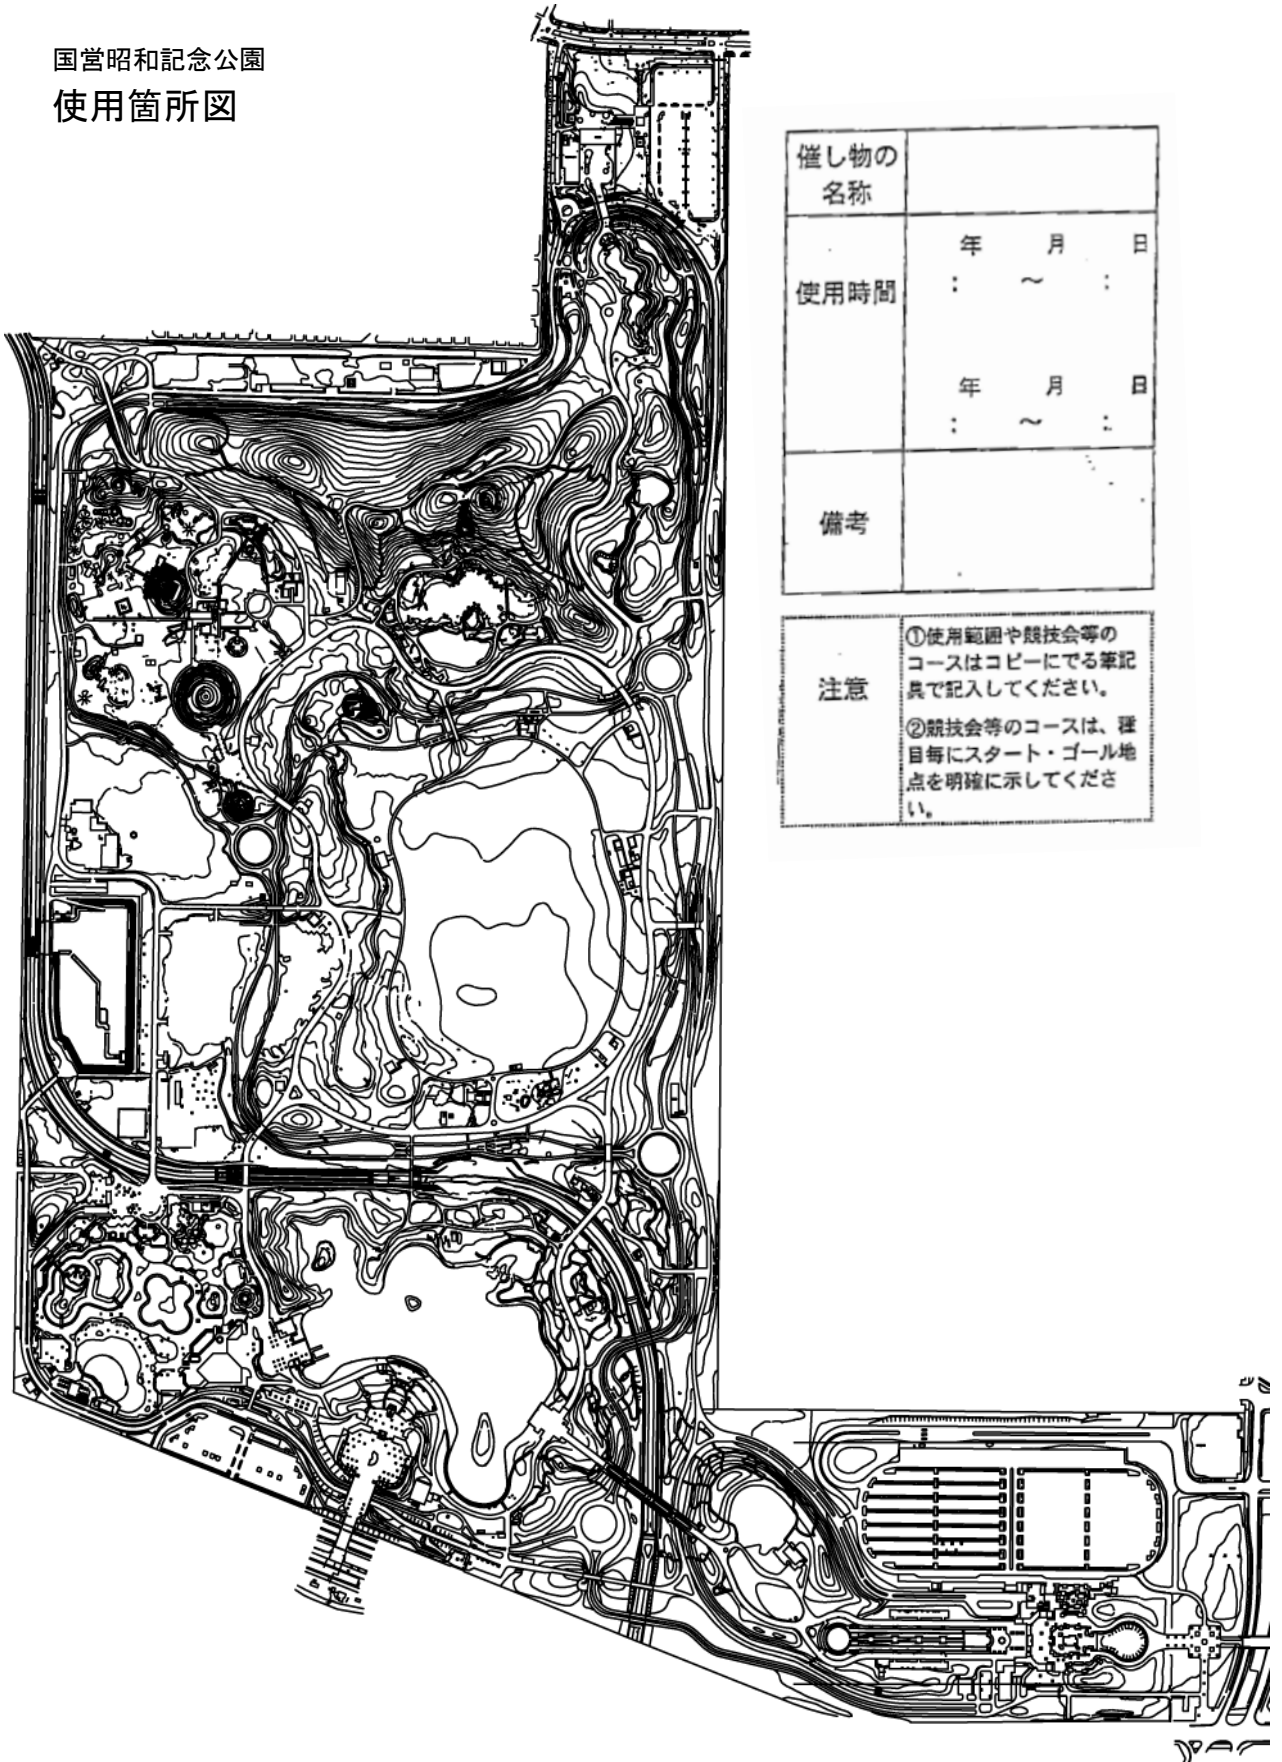 国営昭和記念公園
使用箇所図
催し物の
名称
使用時間
年 月 日
: ～ :
年 月 日
: ～ :
備考
注意
①使用範囲や競技会等の
コースはコピーにでる筆記
具で記入してください。
②競技会等のコースは、種
目毎にスタート・ゴール地
点を明確に示してくださ
い。